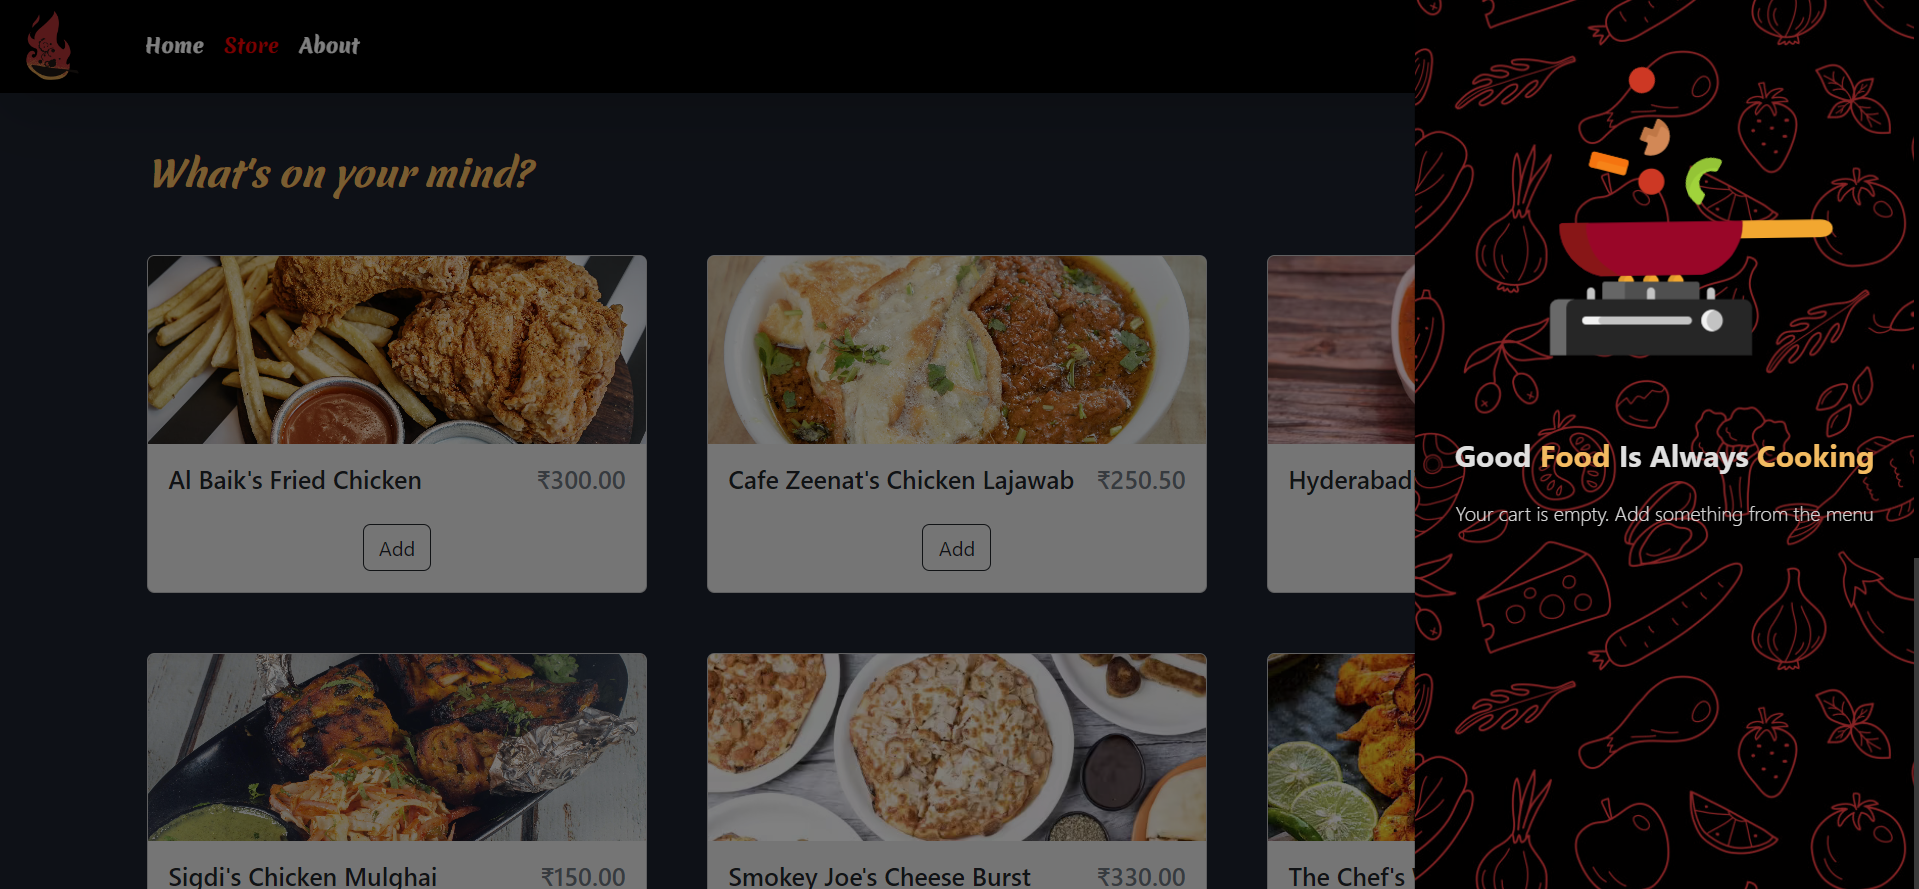 Home Store About
What's on your mind?
Al Baik's Fried Chicken ₹300.00
Cafe Zeenat's Chicken Lajawab ₹250.50
Hyderabad
Add
Add
Sigdi's Chicken Mulghai ₹150.00
Smokey Joe's Cheese Burst ₹330.00
The Chef's
Good Food Is Always Cooking
Your cart is empty. Add something from the menu